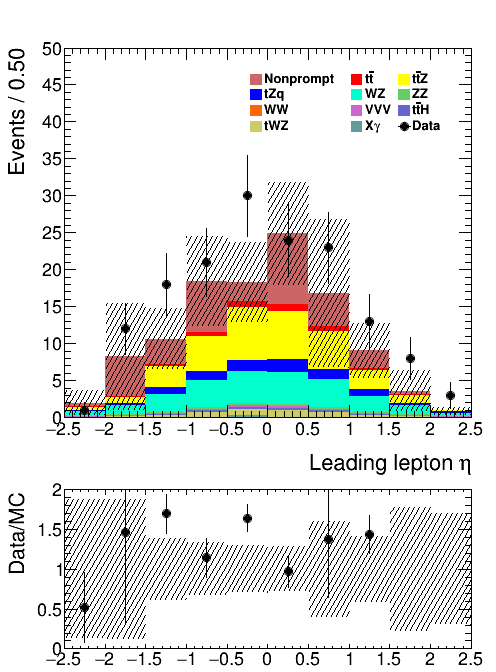 Events / 0.50
50
45
40
35
30
25
20
15
10
5
0
Nonprompt tt̄ tt̄Z
tZq WZ ZZ
WW VVV tt̄H
tWZ Xγ Data
−2.5 −2 −1.5 −1 −0.5 0 0.5 1 1.5 2 2.5
Leading lepton η
Data/MC
2
1.5
1
0.5
0
−2.5 −2 −1.5 −1 −0.5 0 0.5 1 1.5 2 2.5